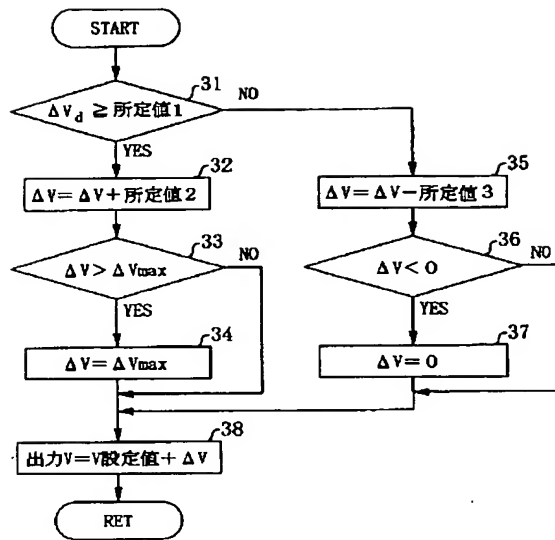 START
31
ΔVd ≧ 所定値1
NO
YES
32
ΔV= ΔV+所定値2
33
ΔV> ΔVmax
NO
YES
34
ΔV= ΔVmax
35
ΔV= ΔV−所定値3
36
ΔV< 0
NO
YES
37
ΔV= 0
38
出力V=V設定値+ ΔV
RET